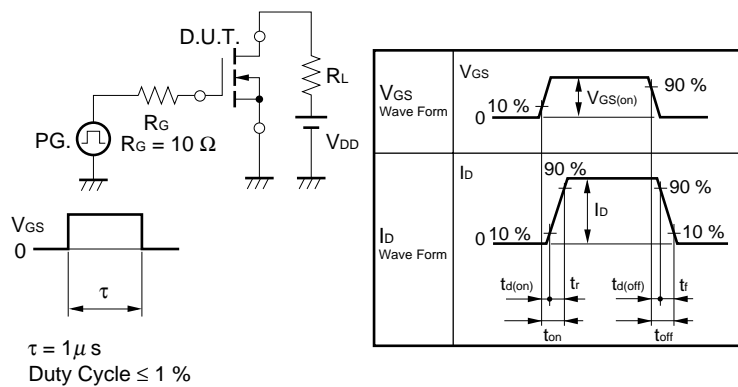 D.U.T.
RL
RG
PG.
RG = 10 Ω
VDD
VGS
0
τ
τ = 1μ s
Duty Cycle ≤ 1 %
VGS
Wave Form
VGS
10 %
0
VGS(on)
90 %
ID
Wave Form
ID
90 %
90 %
ID
0 10 %
10 %
td(on)
tr
td(off)
tf
ton
toff